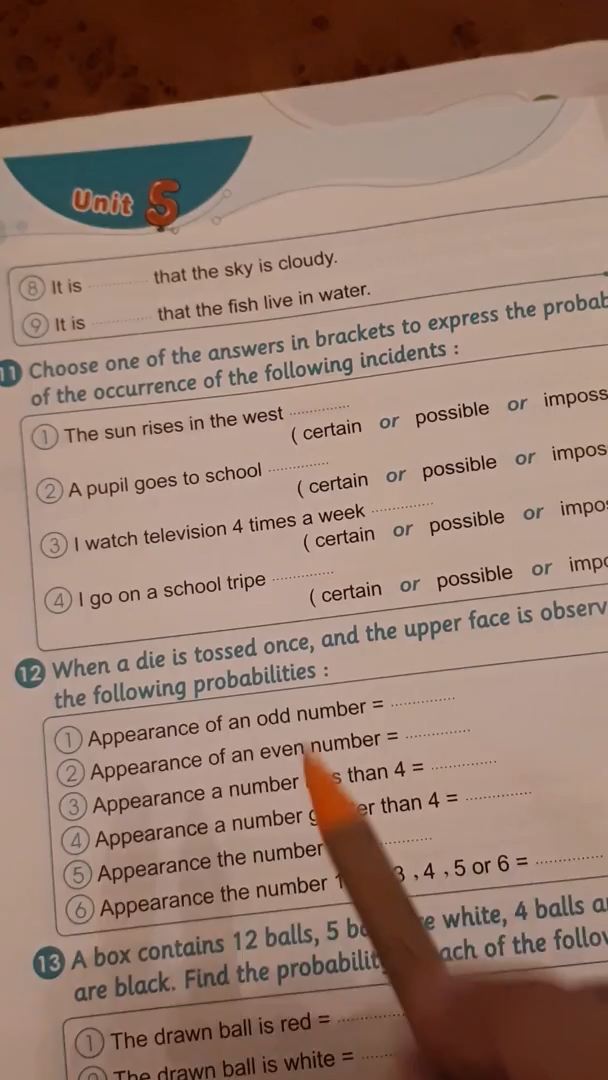 Unit 5
8 It is ............ that the sky is cloudy.
9 It is ............ that the fish live in water.
11 Choose one of the answers in brackets to express the probab
of the occurrence of the following incidents :
1 The sun rises in the west ............
( certain or possible or imposs
2 A pupil goes to school ............
( certain or possible or impos
3 I watch television 4 times a week ............
( certain or possible or impo
4 I go on a school tripe ............
( certain or possible or impo
12 When a die is tossed once, and the upper face is observ
the following probabilities :
1 Appearance of an odd number = ............
2 Appearance of an even number = ............
3 Appearance a number s than 4 = ............
4 Appearance a number g er than 4 = ............
5 Appearance the number ............
6 Appearance the number 1 3 , 4 , 5 or 6 = ............
13 A box contains 12 balls, 5 b e white, 4 balls a
are black. Find the probabilit ach of the follow
1 The drawn ball is red = ............
The drawn ball is white = ............